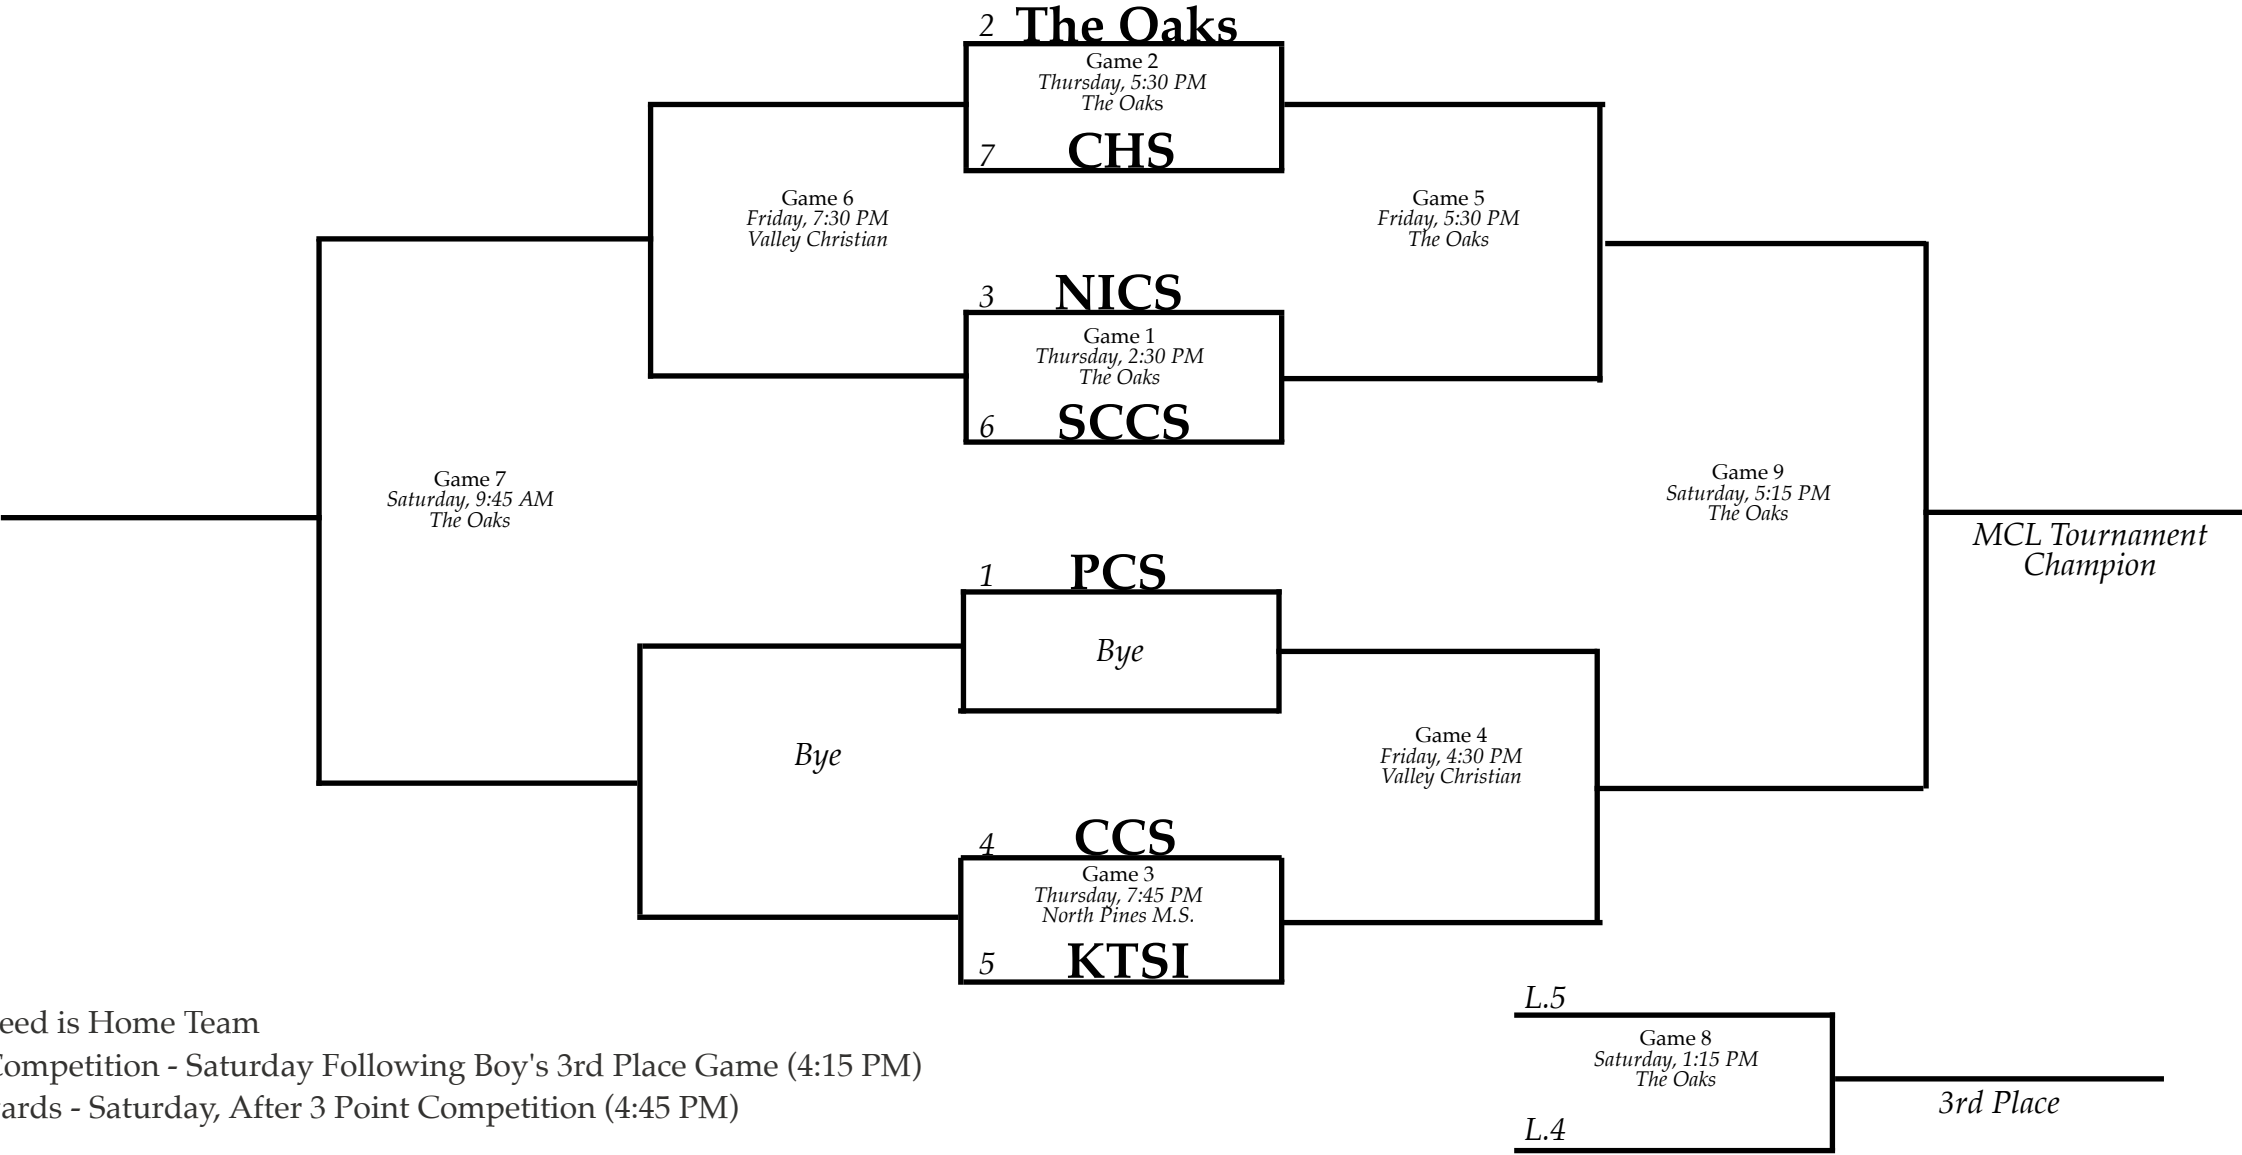 2 The Oaks
Game 2
Thursday, 5:30 PM
The Oaks
7 CHS
Game 6
Friday, 7:30 PM
Valley Christian
Game 5
Friday, 5:30 PM
The Oaks
3 NICS
Game 1
Thursday, 2:30 PM
The Oaks
6 SCCS
Game 7
Saturday, 9:45 AM
The Oaks
Game 9
Saturday, 5:15 PM
The Oaks
MCL Tournament
Champion
1 PCS
Bye
Bye
Game 4
Friday, 4:30 PM
Valley Christian
4 CCS
Game 3
Thursday, 7:45 PM
North Pines M.S.
5 KTSI
eed is Home Team
ompetition - Saturday Following Boy's 3rd Place Game (4:15 PM)
ards - Saturday, After 3 Point Competition (4:45 PM)
L.5
Game 8
Saturday, 1:15 PM
The Oaks
3rd Place
L.4